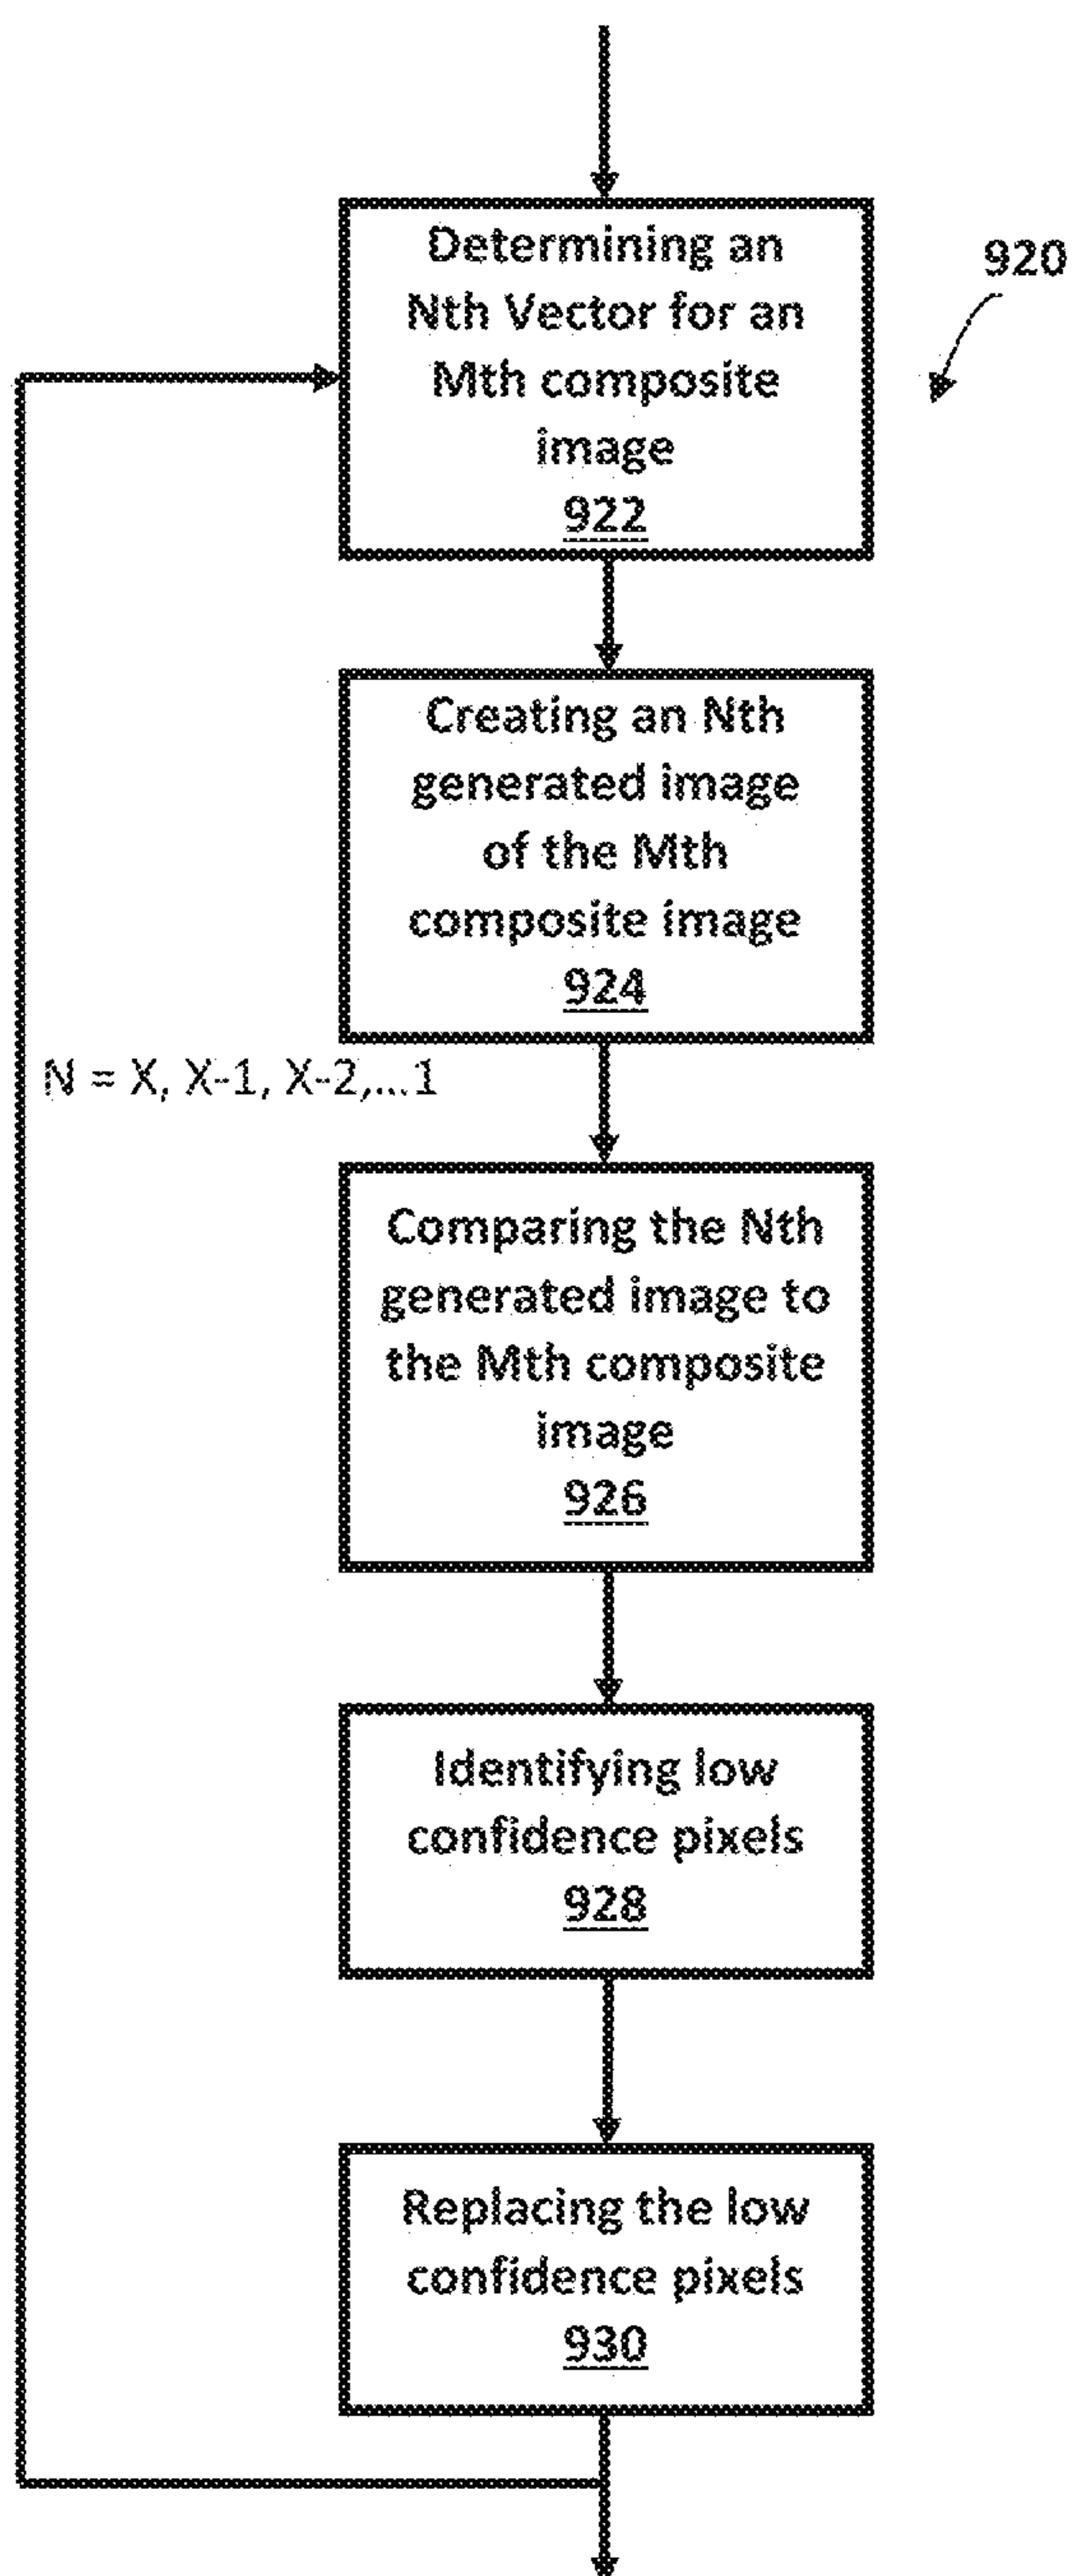 Determining an
Nth Vector for an
Mth composite
image
922
920
Creating an Nth
generated image
of the Mth
composite image
924
N = X, X-1, X-2,...1
Comparing the Nth
generated image to
the Mth composite
image
926
Identifying low
confidence pixels
928
Replacing the low
confidence pixels
930